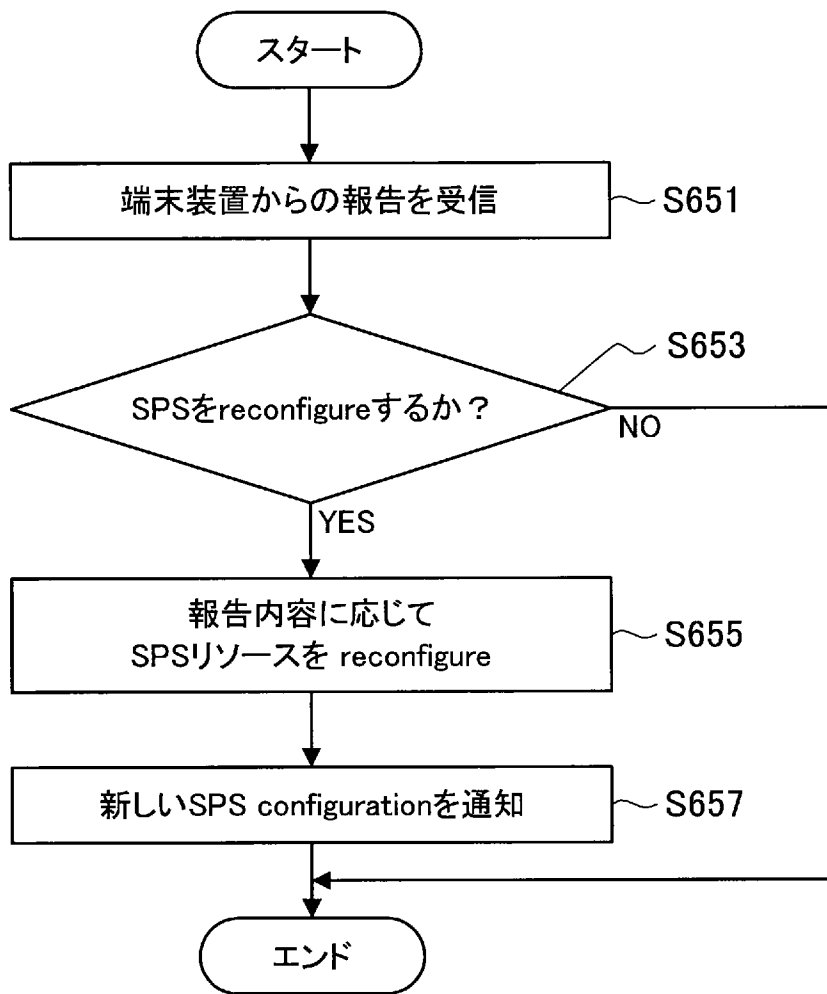 スタート
端末装置からの報告を受信
S651
SPSをreconfigureするか？
S653
NO
YES
報告内容に応じて
SPSリソースを reconfigure
S655
新しいSPS configurationを通知
S657
エンド